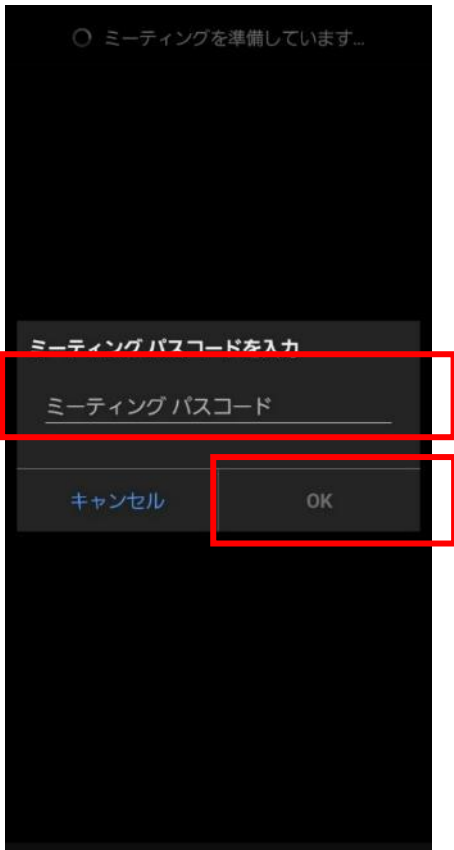 ミーティングを準備しています...
ミーティング パスコードを入力
ミーティング パスコード
キャンセル
OK